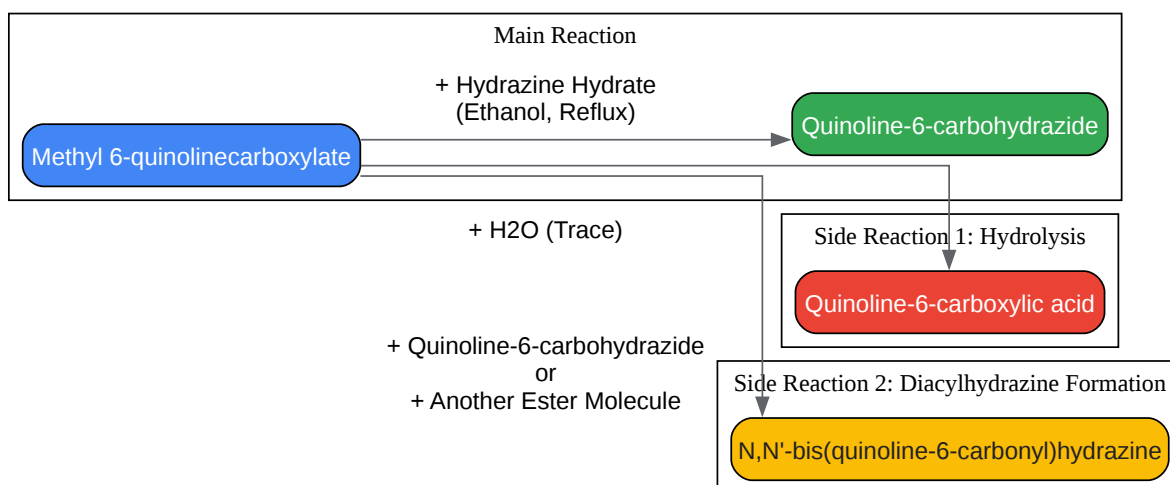 Main Reaction
+ Hydrazine Hydrate
(Ethanol, Reflux)
Methyl 6-quinolinecarboxylate
Quinoline-6-carbohydrazide
+ H2O (Trace)
Side Reaction 1: Hydrolysis
Quinoline-6-carboxylic acid
+ Quinoline-6-carbohydrazide
or
+ Another Ester Molecule
Side Reaction 2: Diacylhydrazine Formation
N,N'-bis(quinoline-6-carbonyl)hydrazine